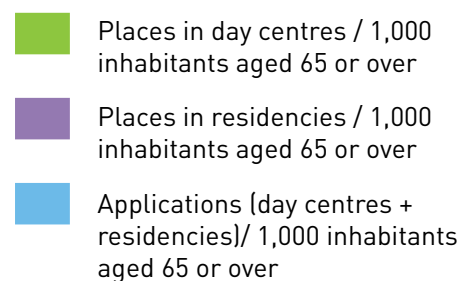 Places in day centres / 1,000
inhabitants aged 65 or over
Places in residencies / 1,000
inhabitants aged 65 or over
Applications (day centres +
residencies)/ 1,000 inhabitants
aged 65 or over